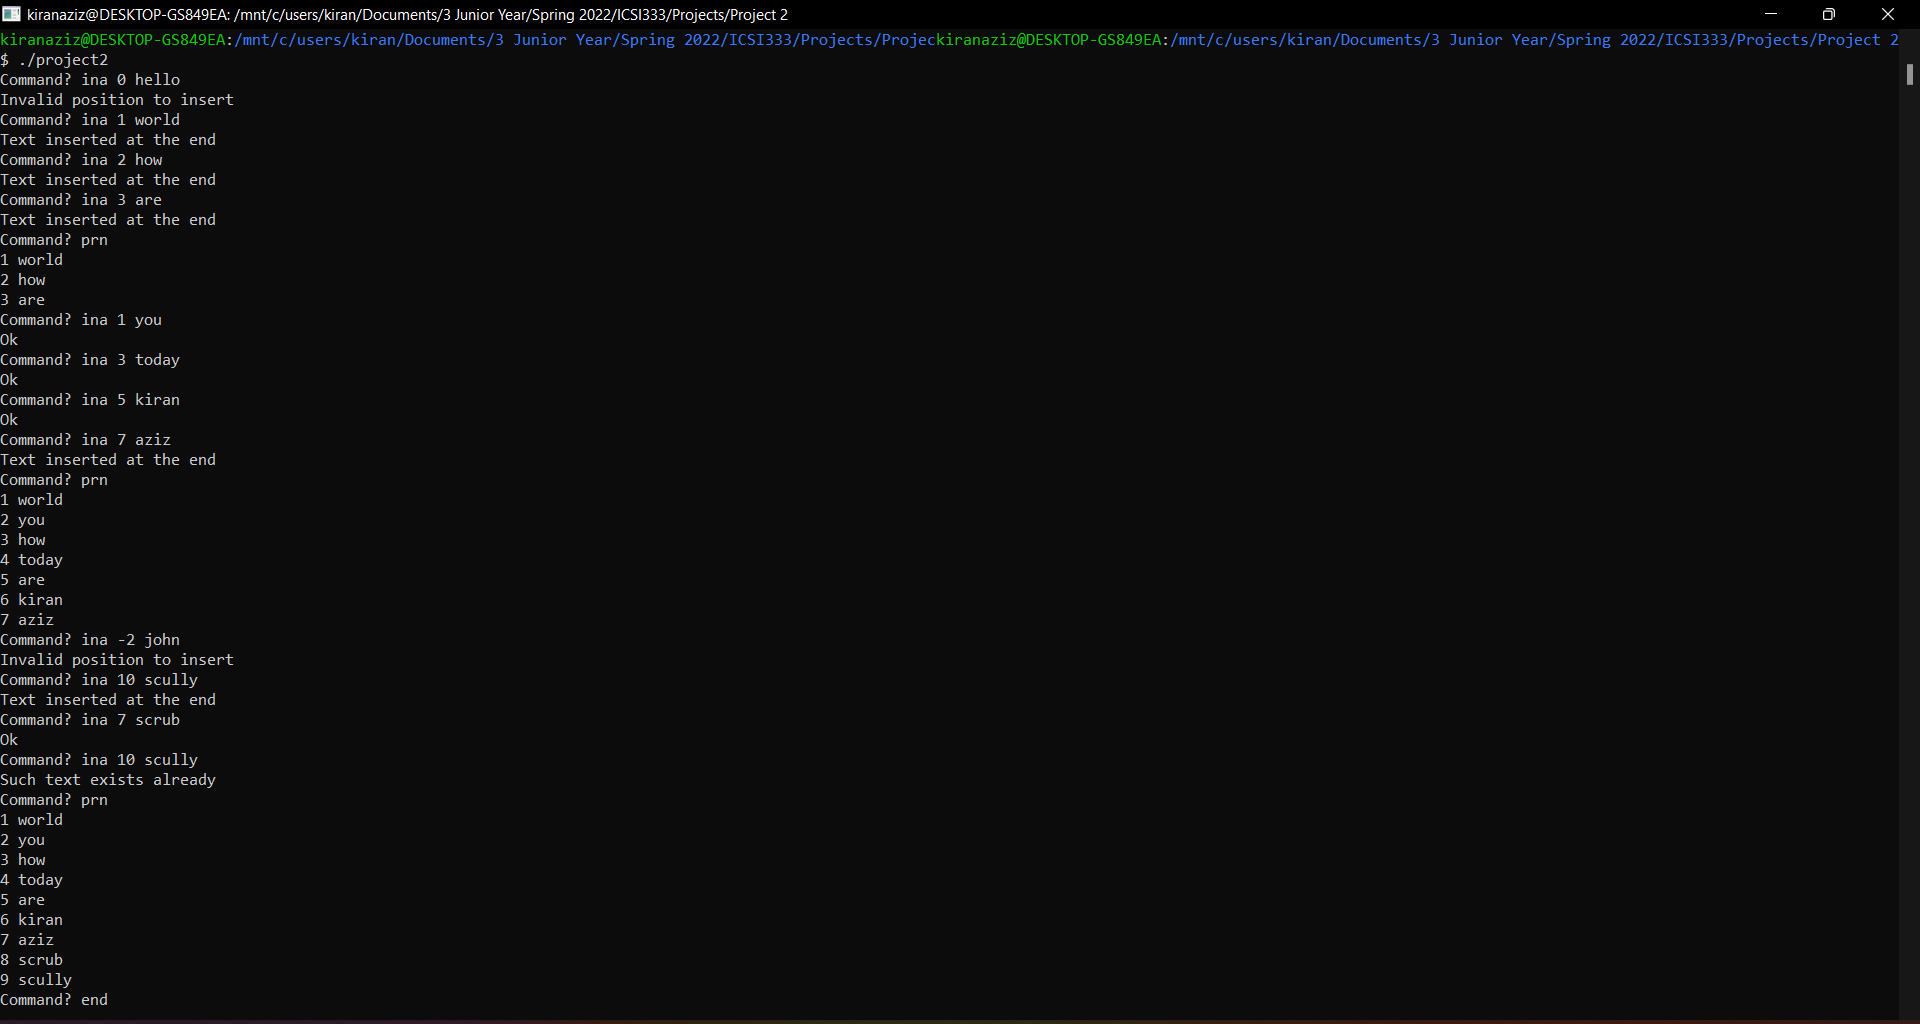 kiranaziz@DESKTOP-GS849EA: /mnt/c/users/kiran/Documents/3 Junior Year/Spring 2022/ICSI333/Projects/Project 2
kiranaziz@DESKTOP-GS849EA:/mnt/c/users/kiran/Documents/3 Junior Year/Spring 2022/ICSI333/Projects/Projeckiranaziz@DESKTOP-GS849EA:/mnt/c/users/kiran/Documents/3 Junior Year/Spring 2022/ICSI333/Projects/Project 2
$ ./project2
Command? ina 0 hello
Invalid position to insert
Command? ina 1 world
Text inserted at the end
Command? ina 2 how
Text inserted at the end
Command? ina 3 are
Text inserted at the end
Command? prn
1 world
2 how
3 are
Command? ina 1 you
Ok
Command? ina 3 today
Ok
Command? ina 5 kiran
Ok
Command? ina 7 aziz
Text inserted at the end
Command? prn
1 world
2 you
3 how
4 today
5 are
6 kiran
7 aziz
Command? ina -2 john
Invalid position to insert
Command? ina 10 scully
Text inserted at the end
Command? ina 7 scrub
Ok
Command? ina 10 scully
Such text exists already
Command? prn
1 world
2 you
3 how
4 today
5 are
6 kiran
7 aziz
8 scrub
9 scully
Command? end